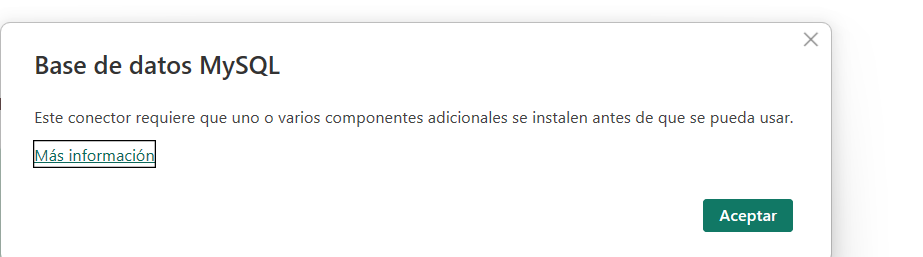 Base de datos MySQL
Este conector requiere que uno o varios componentes adicionales se instalen antes de que se pueda usar.
Más información
Aceptar